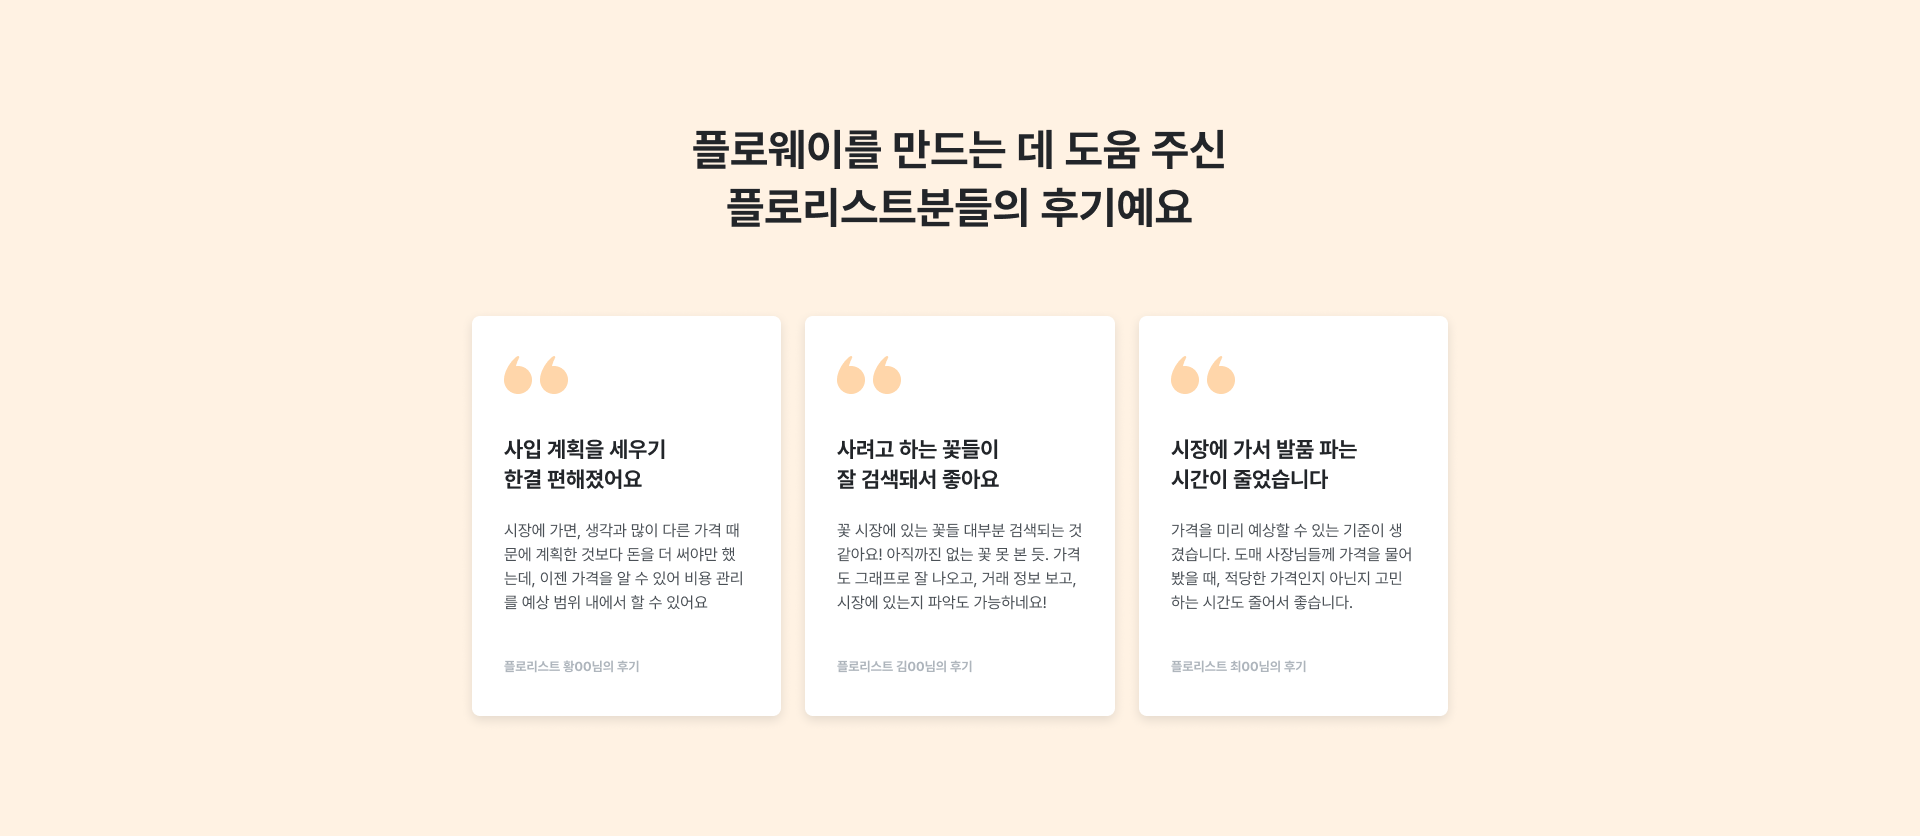 플로웨이를 만드는 데 도움 주신
플로리스트분들의 후기예요
사입 계획을 세우기
한결 편해졌어요
시장에 가면, 생각과 많이 다른 가격 때
문에 계획한 것보다 돈을 더 써야만 했
는데, 이젠 가격을 알 수 있어 비용 관리
를 예상 범위 내에서 할 수 있어요
플로리스트 황OO님의 후기
사려고 하는 꽃들이
잘 검색돼서 좋아요
꽃 시장에 있는 꽃들 대부분 검색되는 것
같아요! 아직까진 없는 꽃 못 본 듯. 가격
도 그래프로 잘 나오고, 거래 정보 보고,
시장에 있는지 파악도 가능하네요!
플로리스트 김OO님의 후기
시장에 가서 발품 파는
시간이 줄었습니다
가격을 미리 예상할 수 있는 기준이 생
겼습니다. 도매 사장님들께 가격을 물어
봤을 때, 적당한 가격인지 아닌지 고민
하는 시간도 줄어서 좋습니다.
플로리스트 최OO님의 후기